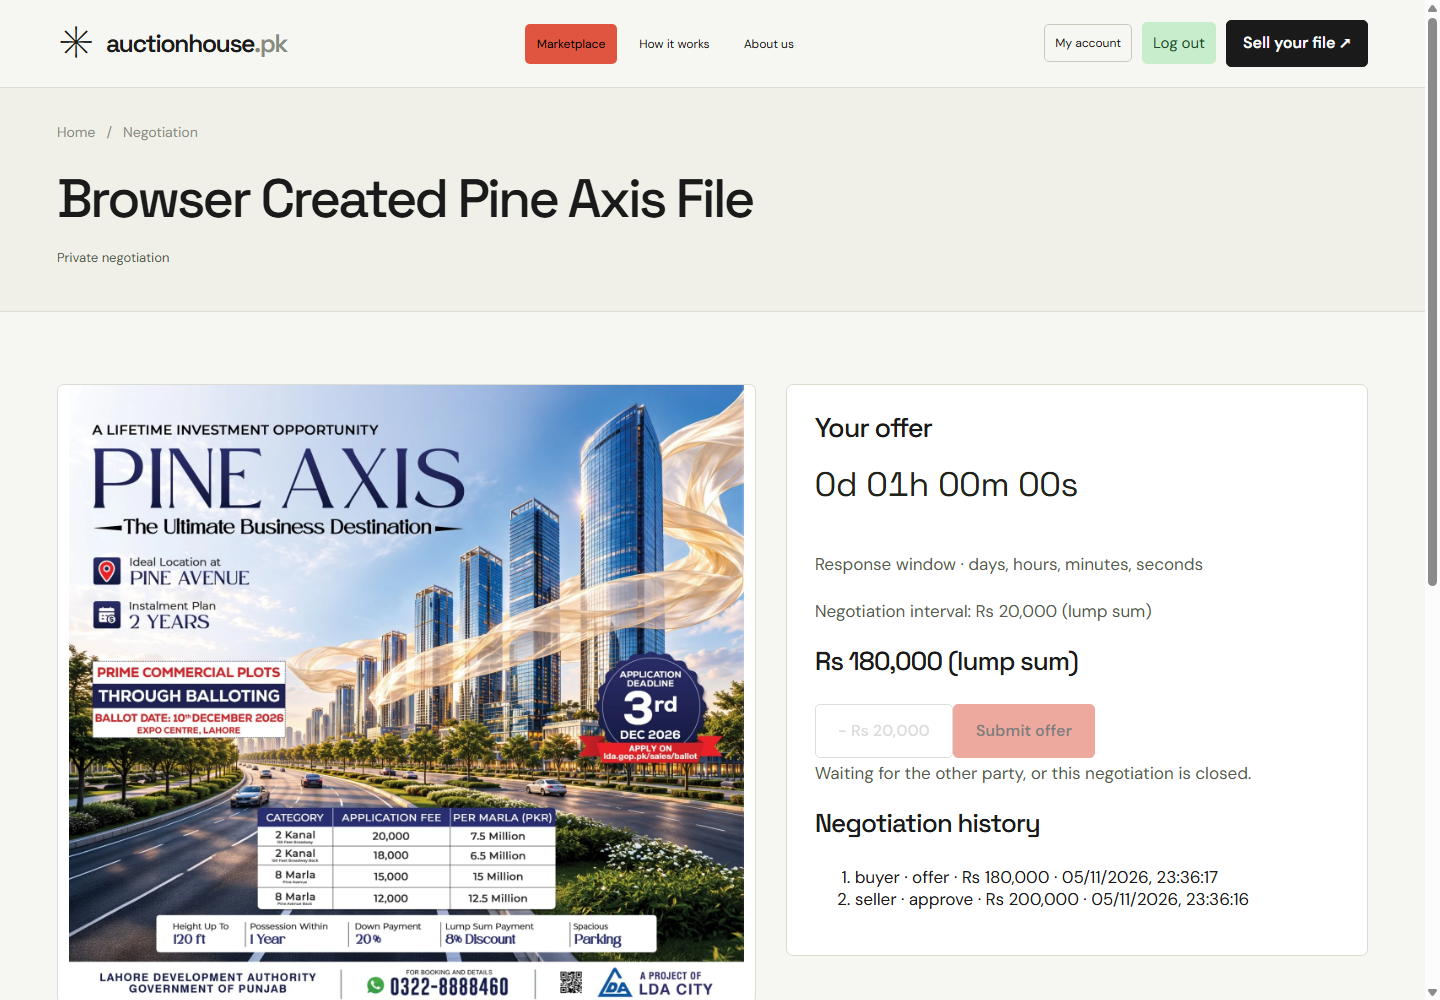 auctionhouse.pk
Marketplace
How it works
About us
My account
Log out
Sell your file ↗
Home / Negotiation
Browser Created Pine Axis File
Private negotiation
A LIFETIME INVESTMENT OPPORTUNITY
PINE AXIS
The Ultimate Business Destination
Ideal Location at
PINE AVENUE
Instalment Plan
2 YEARS
PRIME COMMERCIAL PLOTS
THROUGH BALLOTING
BALLOT DATE: 10th DECEMBER 2026
EXPO CENTRE, LAHORE
APPLICATION
DEADLINE
3rd
DEC 2026
APPLY ON
lda.gop.pk/sales/ballot
CATEGORY APPLICATION FEE PER MARLA (PKR)
2 Kanal 20,000 7.5 Million
2 Kanal 18,000 6.5 Million
8 Marla 15,000 15 Million
Pine Avenue
8 Marla 12,000 12.5 Million
Pine Avenue Back
Height Up To Possession Within Down Payment Lump Sum Payment Spacious
120 ft 1 Year 20% 8% Discount Parking
LAHORE DEVELOPMENT AUTHORITY
GOVERNMENT OF PUNJAB
FOR BOOKING AND DETAILS
0322-8888460
LDA
A PROJECT OF
LDA CITY
Your offer
0d 01h 00m 00s
Response window · days, hours, minutes, seconds
Negotiation interval: Rs 20,000 (lump sum)
Rs 180,000 (lump sum)
− Rs 20,000
Submit offer
Waiting for the other party, or this negotiation is closed.
Negotiation history
1. buyer · offer · Rs 180,000 · 05/11/2026, 23:36:17
2. seller · approve · Rs 200,000 · 05/11/2026, 23:36:16